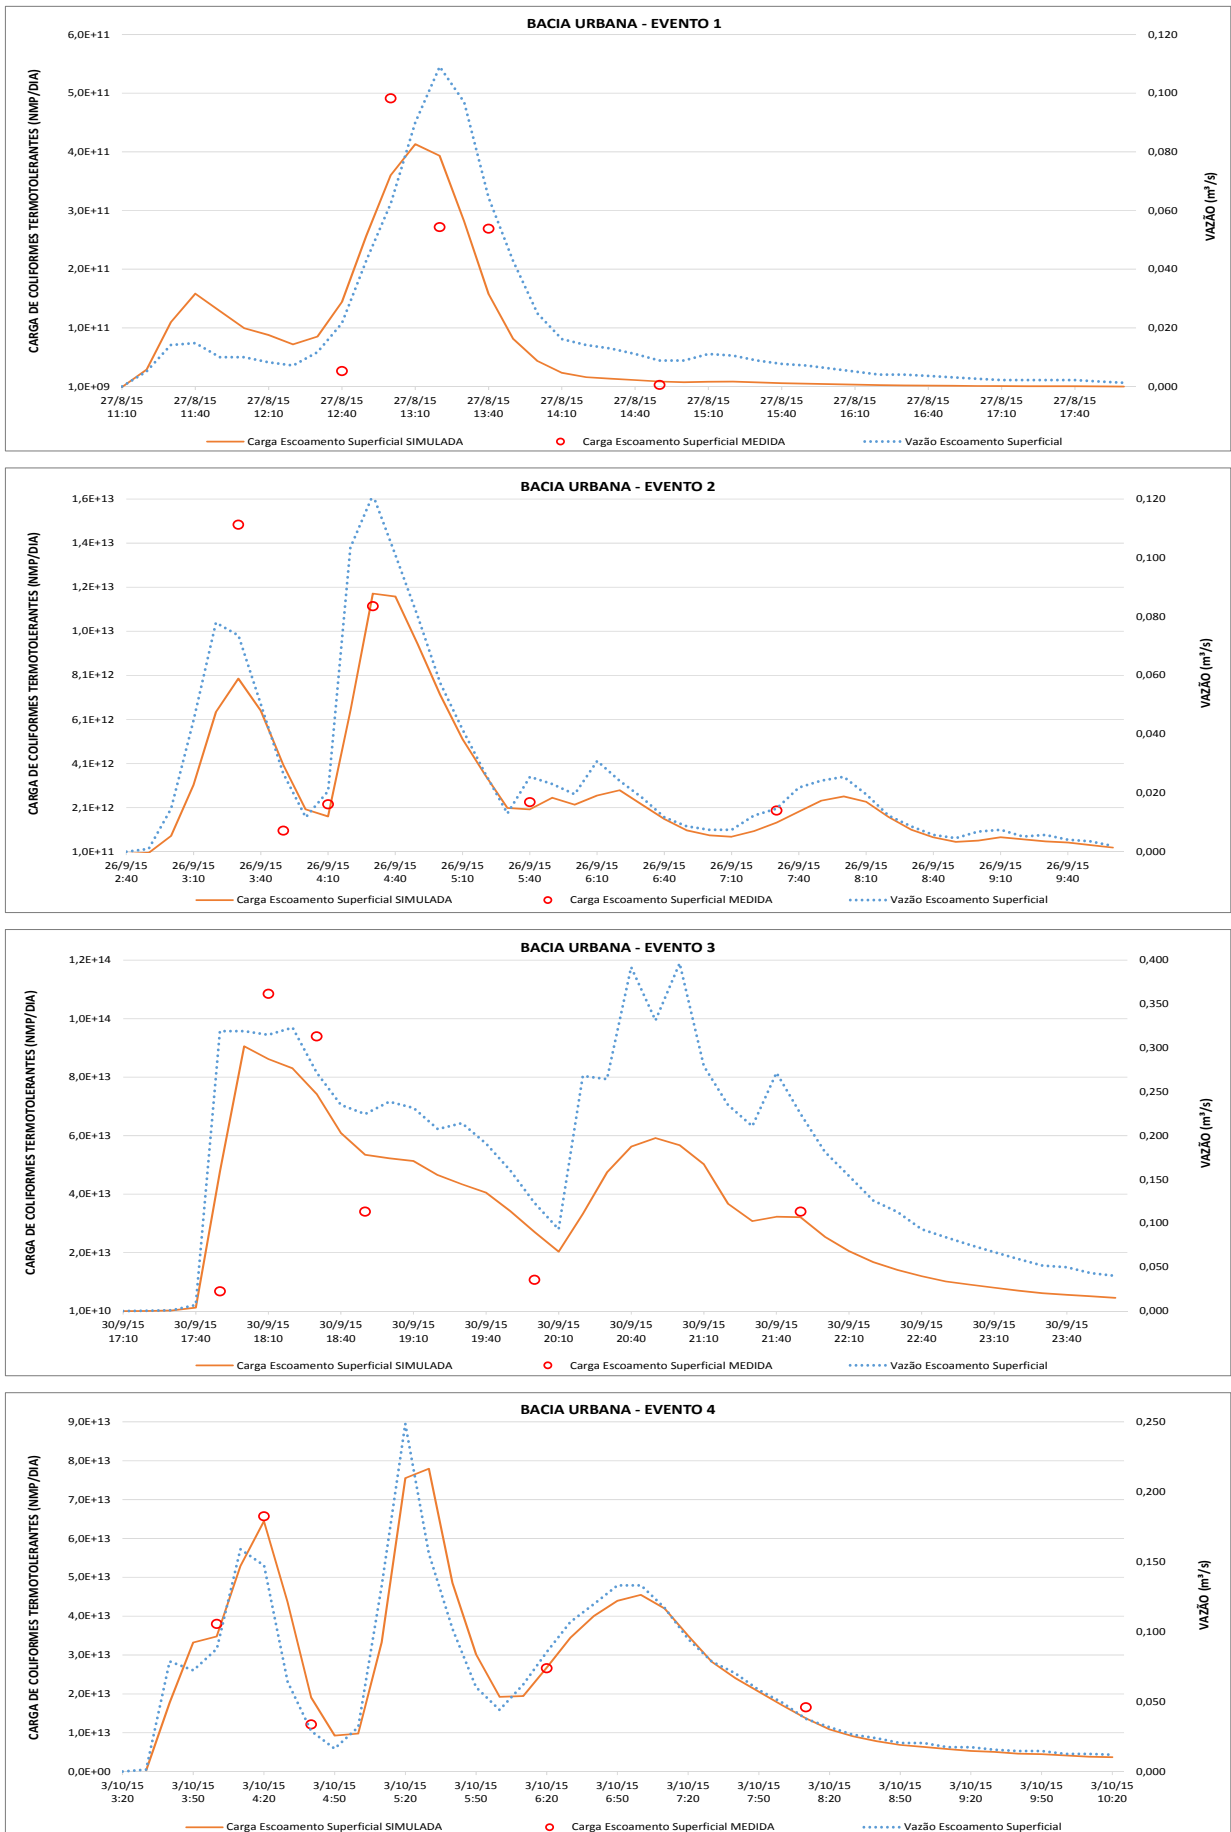 BACIA URBANA - EVENTO 1
CARGA DE COLIFORMES TERMOTOLERANTES (NMP/DIA)
6,0E+11
5,0E+11
4,0E+11
3,0E+11
2,0E+11
1,0E+11
1,0E+09
0,120
0,100
0,080
0,060
0,040
0,020
0,000
VAZÃO (m³/s)
27/8/15 27/8/15 27/8/15 27/8/15 27/8/15 27/8/15 27/8/15 27/8/15 27/8/15 27/8/15 27/8/15 27/8/15 27/8/15 27/8/15
11:10 11:40 12:10 12:40 13:10 13:40 14:10 14:40 15:10 15:40 16:10 16:40 17:10 17:40
Carga Escoamento Superficial SIMULADA Carga Escoamento Superficial MEDIDA Vazão Escoamento Superficial
BACIA URBANA - EVENTO 2
CARGA DE COLIFORMES TERMOTOLERANTES (NMP/DIA)
1,6E+13
1,4E+13
1,2E+13
1,0E+13
8,1E+12
6,1E+12
4,1E+12
2,1E+12
1,0E+11
0,120
0,100
0,080
0,060
0,040
0,020
0,000
VAZÃO (m³/s)
26/9/15 26/9/15 26/9/15 26/9/15 26/9/15 26/9/15 26/9/15 26/9/15 26/9/15 26/9/15 26/9/15 26/9/15 26/9/15 26/9/15 26/9/15
2:40 3:10 3:40 4:10 4:40 5:10 5:40 6:10 6:40 7:10 7:40 8:10 8:40 9:10 9:40
Carga Escoamento Superficial SIMULADA Carga Escoamento Superficial MEDIDA Vazão Escoamento Superficial
BACIA URBANA - EVENTO 3
CARGA DE COLIFORMES TERMOTOLERANTES (NMP/DIA)
1,2E+14
1,0E+14
8,0E+13
6,0E+13
4,0E+13
2,0E+13
1,0E+10
0,400
0,350
0,300
0,250
0,200
0,150
0,100
0,050
0,000
VAZÃO (m³/s)
30/9/15 30/9/15 30/9/15 30/9/15 30/9/15 30/9/15 30/9/15 30/9/15 30/9/15 30/9/15 30/9/15 30/9/15 30/9/15 30/9/15
17:10 17:40 18:10 18:40 19:10 19:40 20:10 20:40 21:10 21:40 22:10 22:40 23:10 23:40
Carga Escoamento Superficial SIMULADA Carga Escoamento Superficial MEDIDA Vazão Escoamento Superficial
BACIA URBANA - EVENTO 4
CARGA DE COLIFORMES TERMOTOLERANTES (NMP/DIA)
9,0E+13
8,0E+13
7,0E+13
6,0E+13
5,0E+13
4,0E+13
3,0E+13
2,0E+13
1,0E+13
0,0E+00
0,250
0,200
0,150
0,100
0,050
0,000
VAZÃO (m³/s)
3/10/15 3/10/15 3/10/15 3/10/15 3/10/15 3/10/15 3/10/15 3/10/15 3/10/15 3/10/15 3/10/15 3/10/15 3/10/15 3/10/15 3/10/15
3:20 3:50 4:20 4:50 5:20 5:50 6:20 6:50 7:20 7:50 8:20 8:50 9:20 9:50 10:20
Carga Escoamento Superficial SIMULADA Carga Escoamento Superficial MEDIDA Vazão Escoamento Superficial